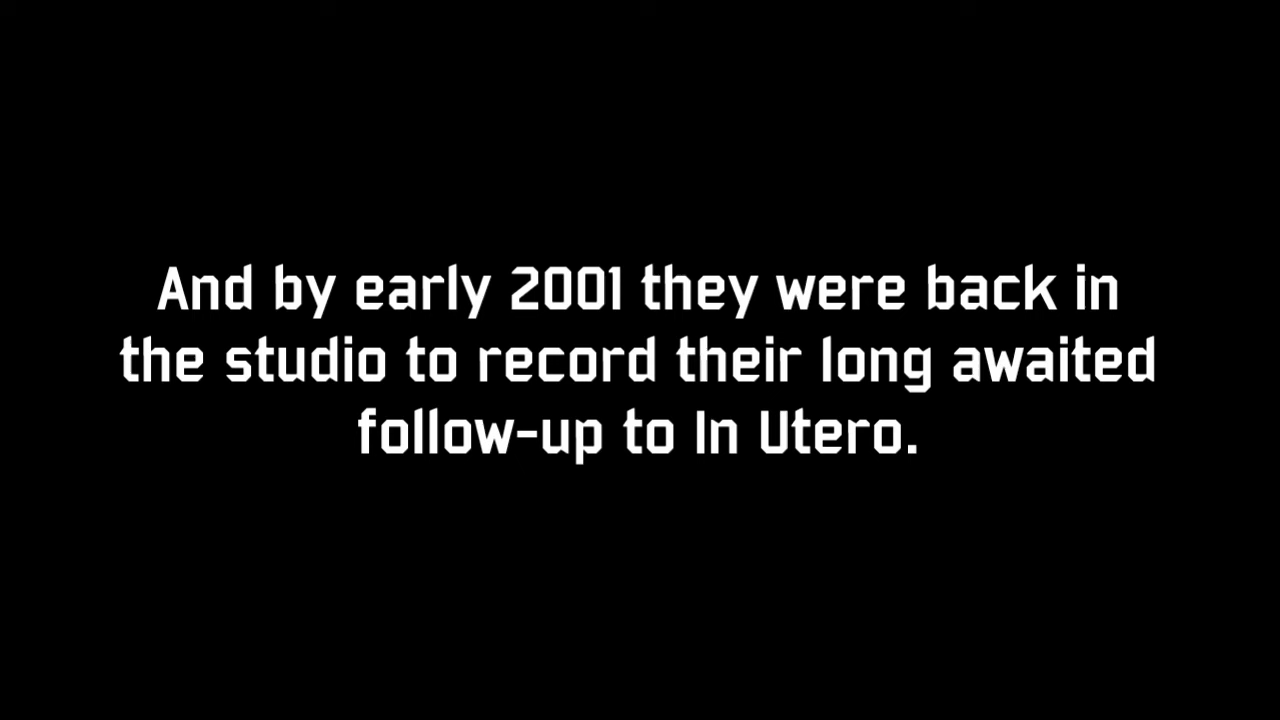 And by early 2001 they were back in
the studio to record their long awaited
follow-up to In Utero.